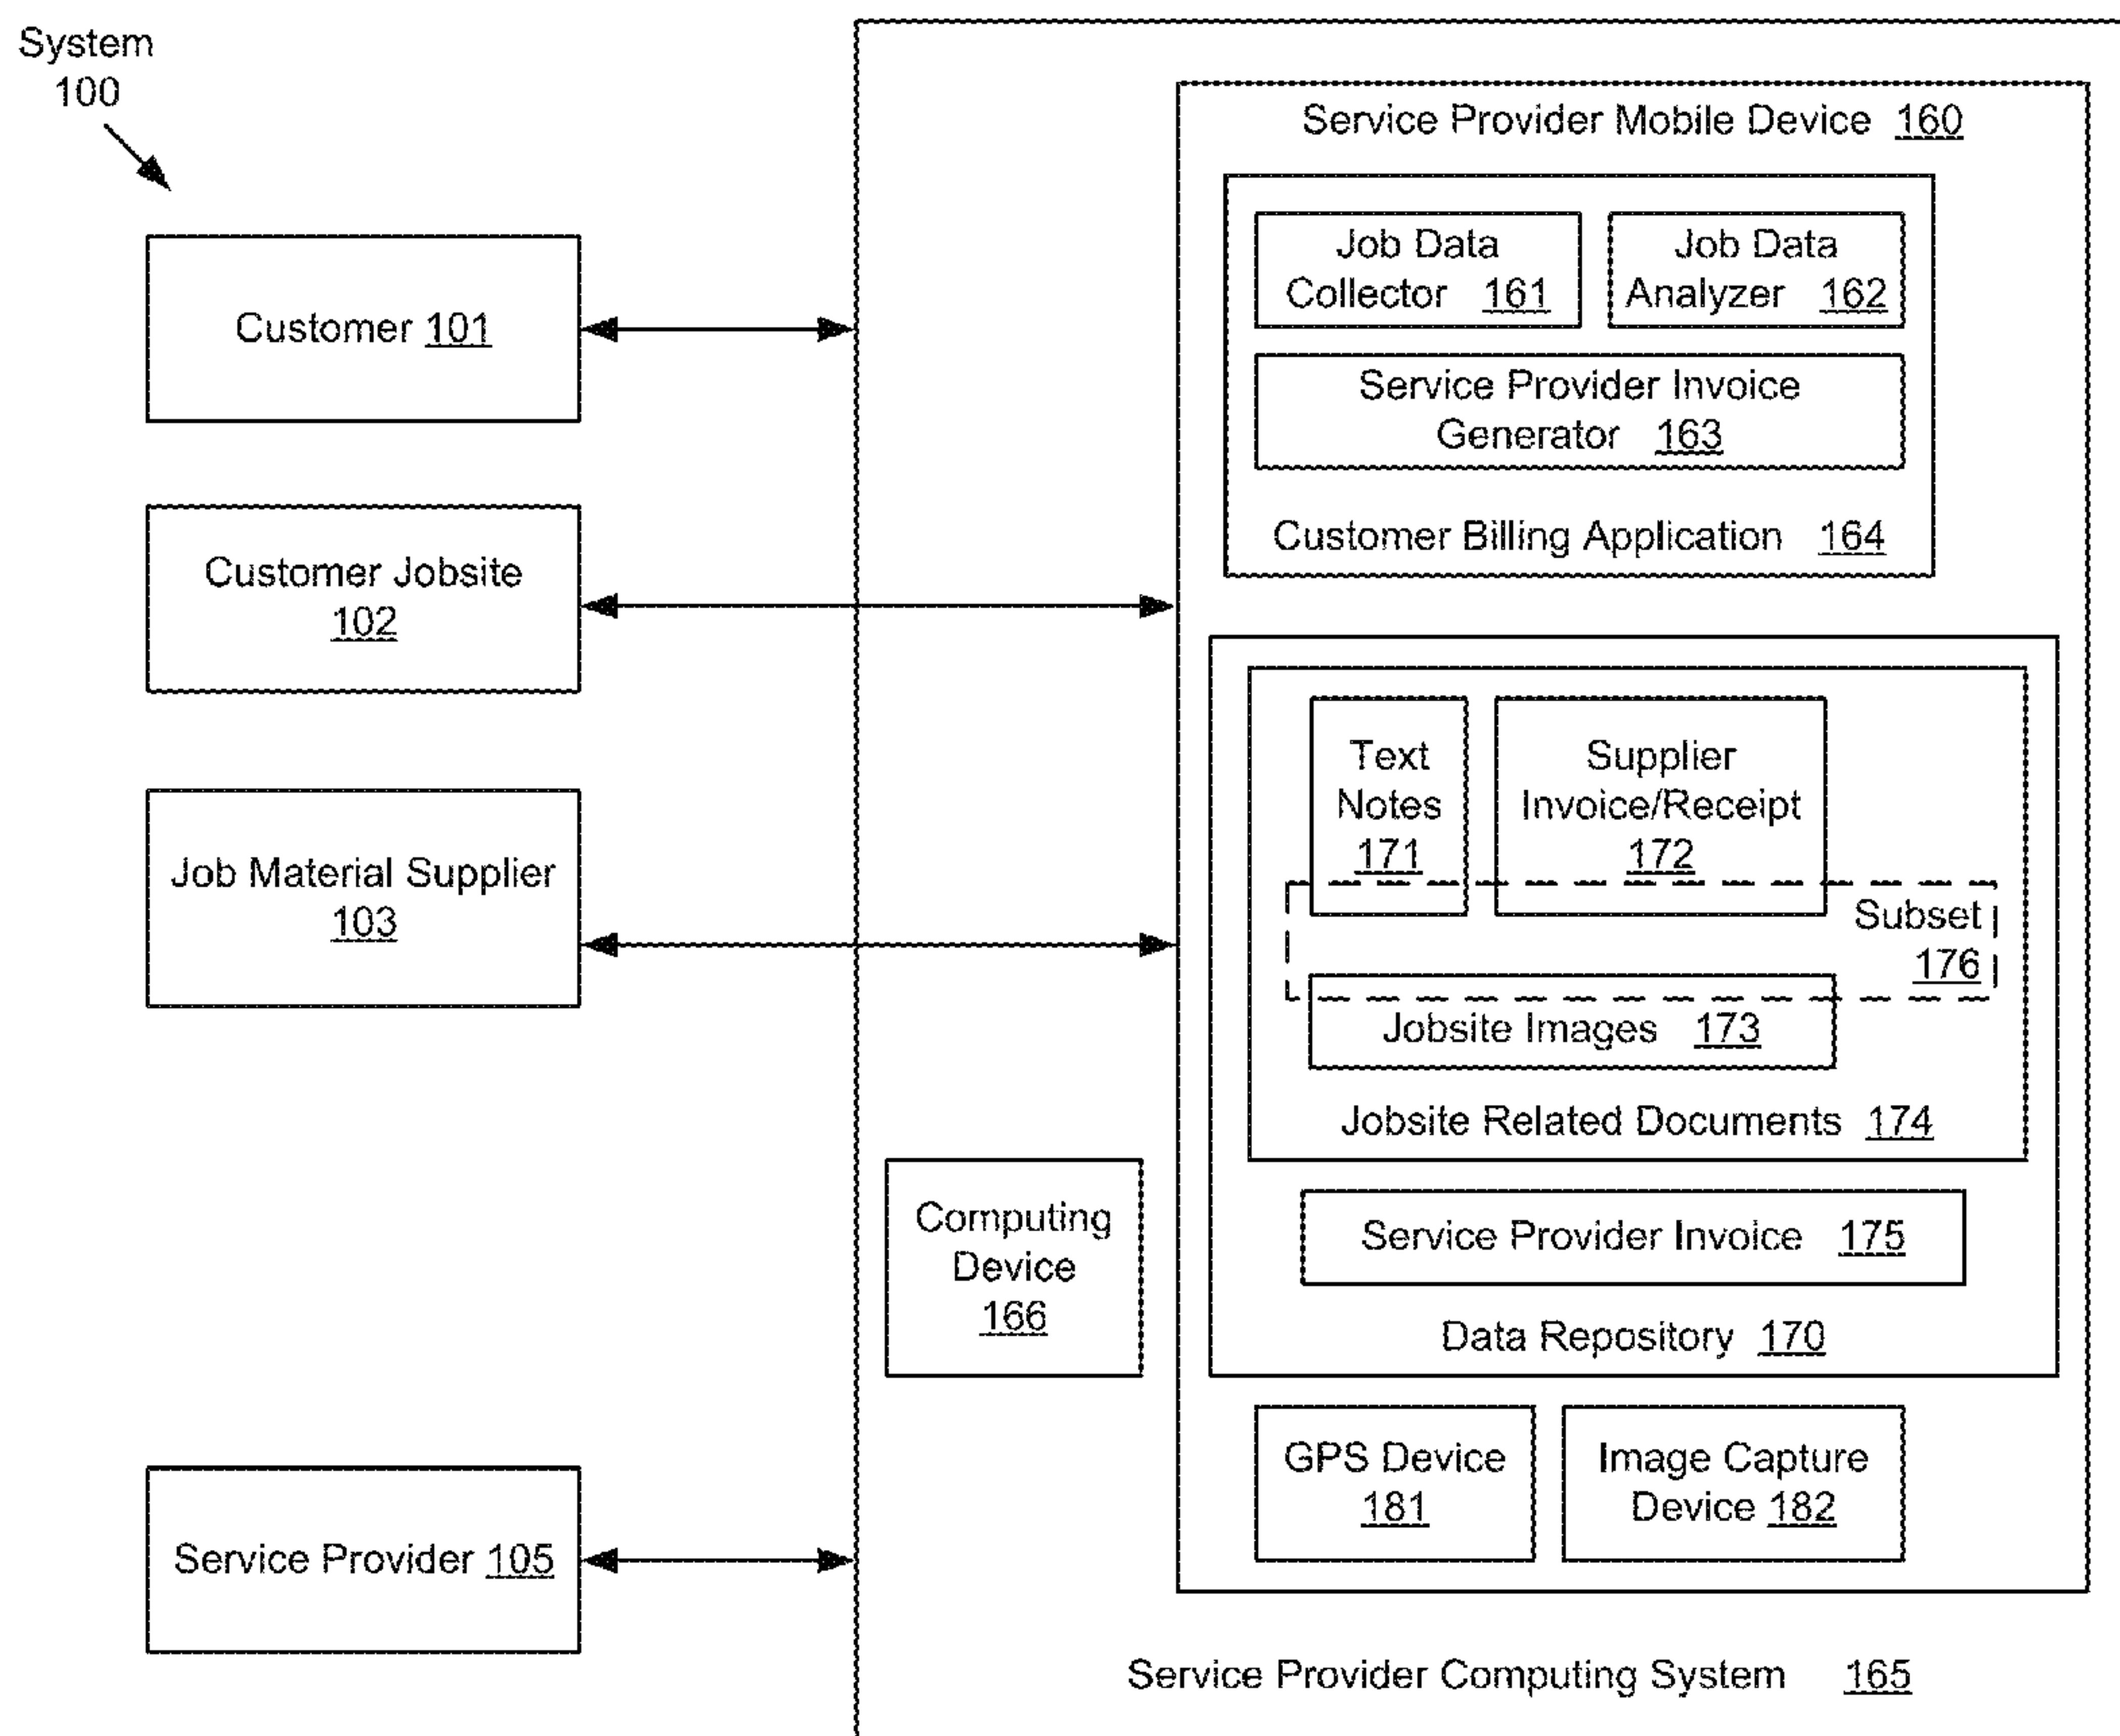 System
100
Service Provider Mobile Device 160
Job Data
Collector 161
Job Data
Analyzer 162
Service Provider Invoice
Generator 163
Customer Billing Application 164
Customer 101
Customer Jobsite
102
Job Material Supplier
103
Service Provider 105
Text
Notes
171
Supplier
Invoice/Receipt
172
Subset
176
Jobsite Images 173
Jobsite Related Documents 174
Service Provider Invoice 175
Data Repository 170
Computing
Device
166
GPS Device
181
Image Capture
Device 182
Service Provider Computing System 165